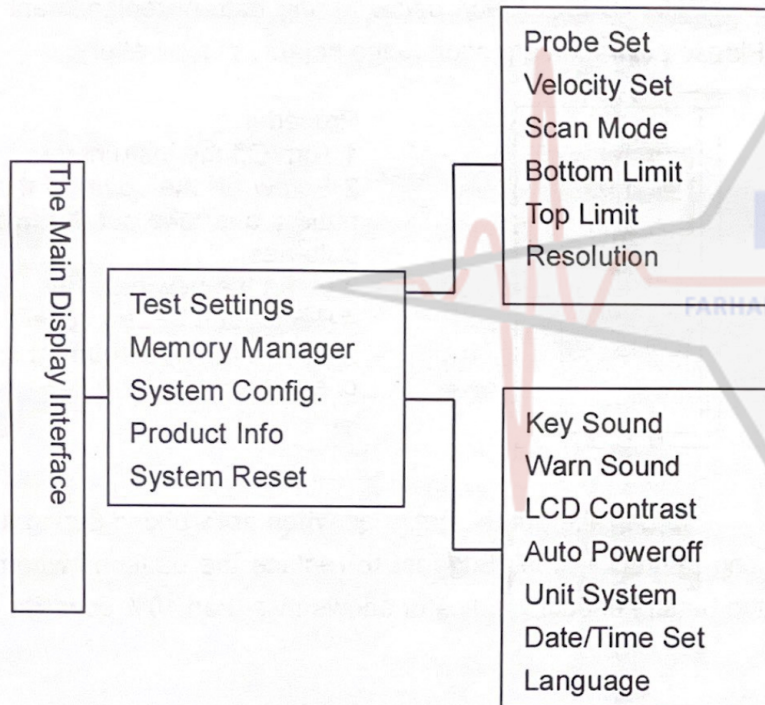 The Main Display Interface
Test Settings
Memory Manager
System Config.
Product Info
System Reset
Probe Set
Velocity Set
Scan Mode
Bottom Limit
Top Limit
Resolution
Key Sound
Warn Sound
LCD Contrast
Auto Poweroff
Unit System
Date/Time Set
Language